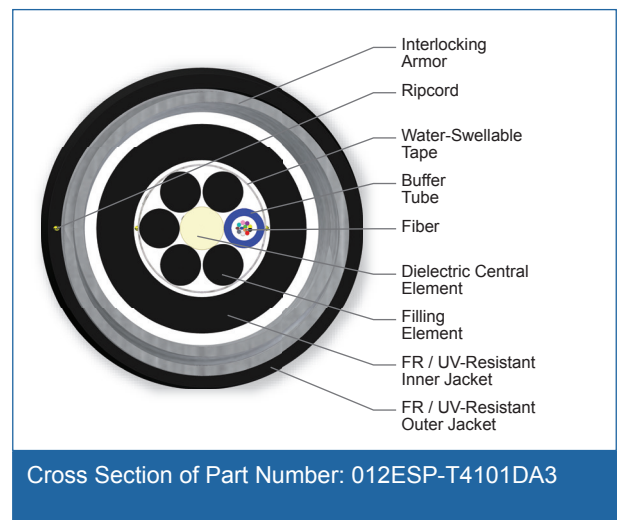 Interlocking
Armor
Ripcord
Water-Swellable
Tape
Buffer
Tube
Fiber
Dielectric Central
Element
Filling
Element
FR / UV-Resistant
Inner Jacket
FR / UV-Resistant
Outer Jacket
Cross Section of Part Number: 012ESP-T4101DA3